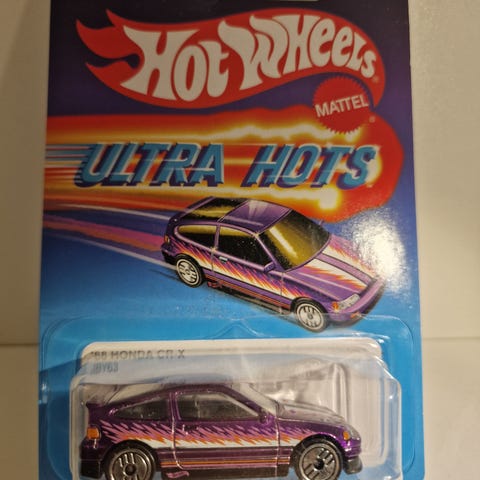 Hot Wheels
MATTEL
ULTRA HOTS
'88 HONDA CR-X